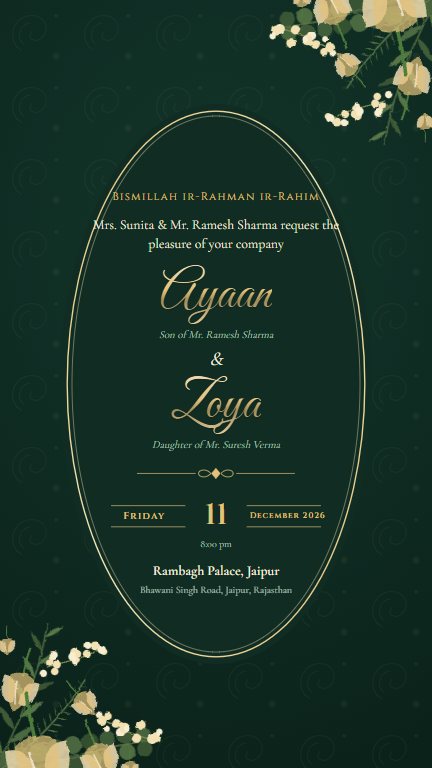 Bismillah ir-Rahman ir-Rahim
Mrs. Sunita & Mr. Ramesh Sharma request the
pleasure of your company
Ayaan
Son of Mr. Ramesh Sharma
&
Zoya
Daughter of Mr. Suresh Verma
Friday 11 December 2026
8:00 pm
Rambagh Palace, Jaipur
Bhawani Singh Road, Jaipur, Rajasthan